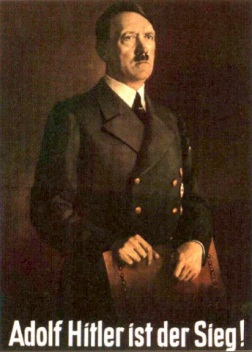 Adolf Hitler ist der Sieg!